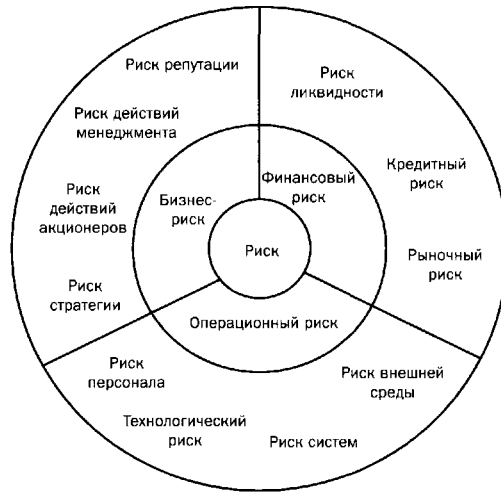 Риск репутации
Риск действий
менеджмента
Риск
действий
акционеров
Риск
стратегии
Бизнес-
риск
Риск
ликвидности
Кредитный
риск
Рыночный
риск
Финансовый
риск
Риск
Операционный риск
Риск
персонала
Технологический
риск
Риск систем
Риск внешней
среды